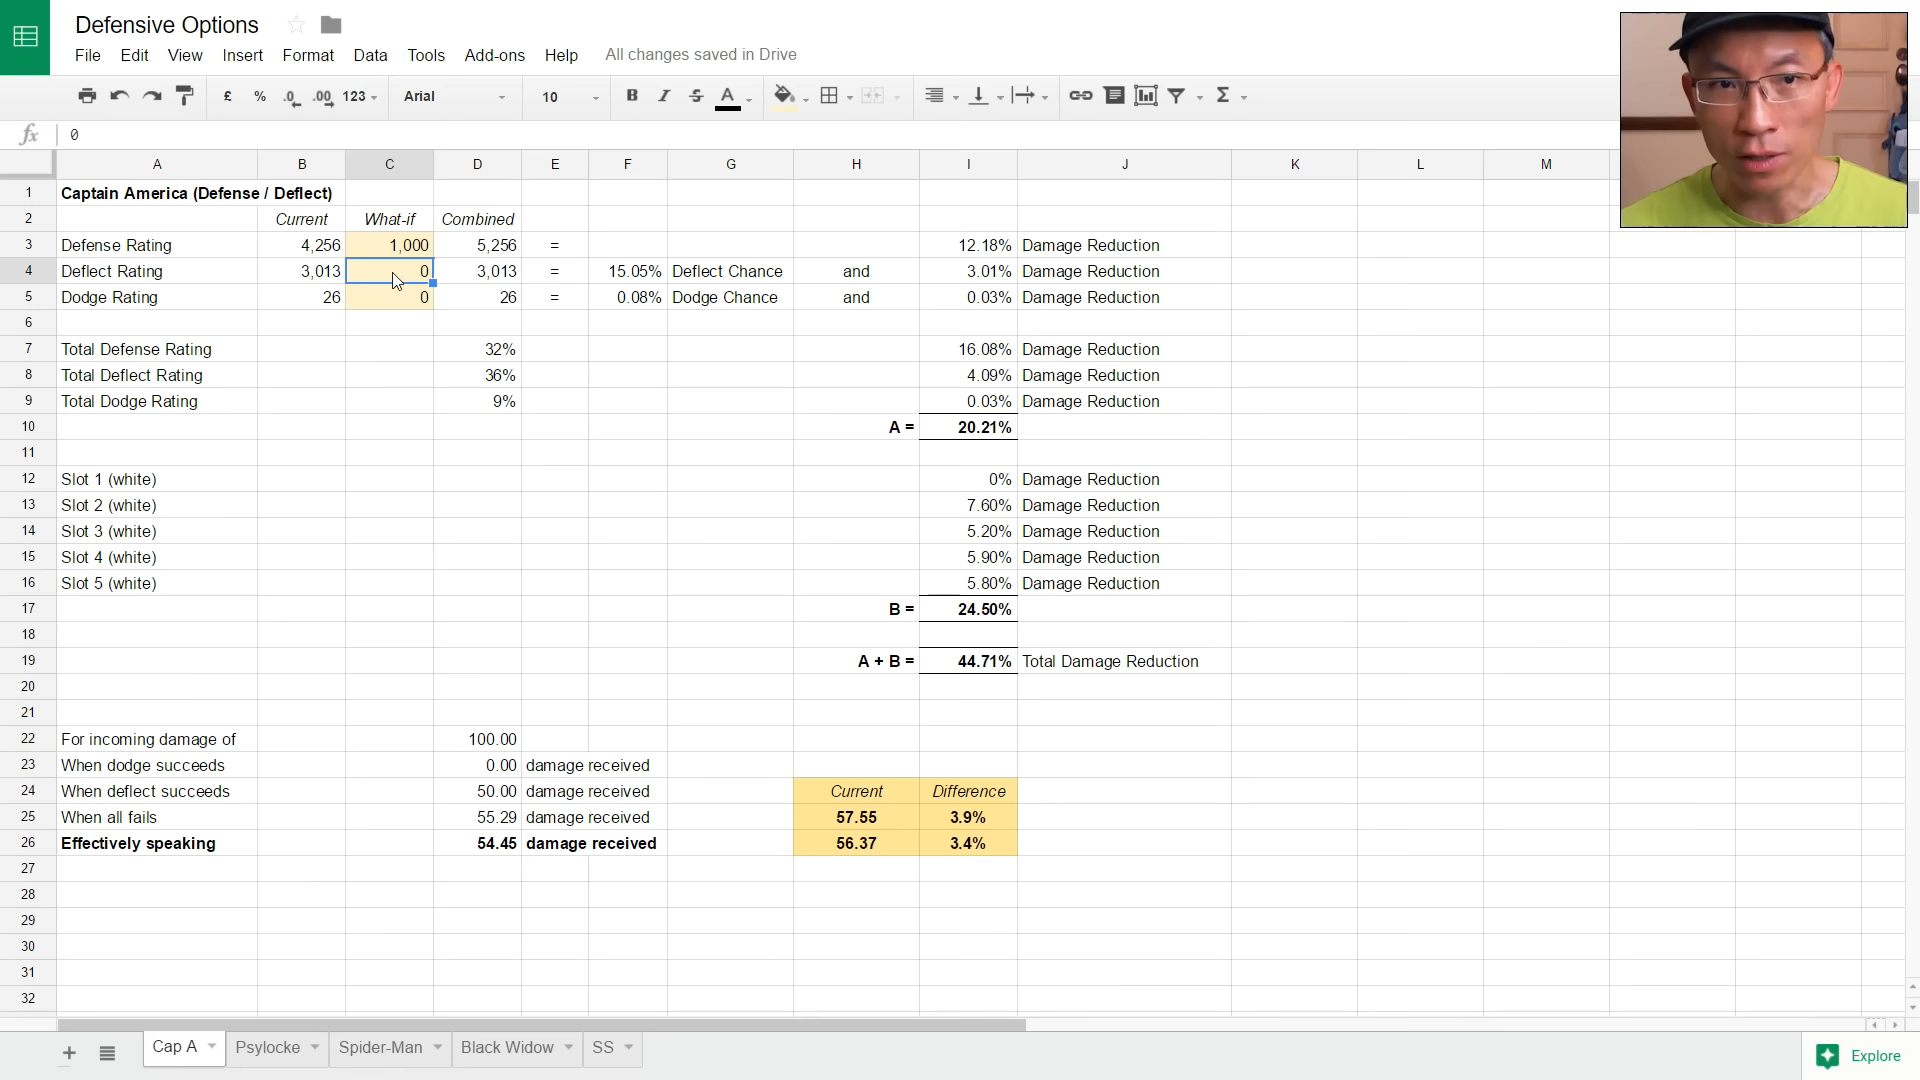 Defensive Options
File Edit View Insert Format Data Tools Add-ons Help All changes saved in Drive
£ % .0 .00 123 Arial 10 B I S A Σ
fx 0
A B C D E F G H I J K L M
1 Captain America (Defense / Deflect)
2 Current What-if Combined
3 Defense Rating 4,256 1,000 5,256 = 12.18% Damage Reduction
4 Deflect Rating 3,013 0 3,013 = 15.05% Deflect Chance and 3.01% Damage Reduction
5 Dodge Rating 26 0 26 = 0.08% Dodge Chance and 0.03% Damage Reduction
6
7 Total Defense Rating 32% 16.08% Damage Reduction
8 Total Deflect Rating 36% 4.09% Damage Reduction
9 Total Dodge Rating 9% 0.03% Damage Reduction
10 A = 20.21%
11
12 Slot 1 (white) 0% Damage Reduction
13 Slot 2 (white) 7.60% Damage Reduction
14 Slot 3 (white) 5.20% Damage Reduction
15 Slot 4 (white) 5.90% Damage Reduction
16 Slot 5 (white) 5.80% Damage Reduction
17 B = 24.50%
18
19 A + B = 44.71% Total Damage Reduction
20
21
22 For incoming damage of 100.00
23 When dodge succeeds 0.00 damage received
24 When deflect succeeds 50.00 damage received Current Difference
25 When all fails 55.29 damage received 57.55 3.9%
26 Effectively speaking 54.45 damage received 56.37 3.4%
27
28
29
30
31
32
+ Cap A Psylocke Spider-Man Black Widow SS Explore